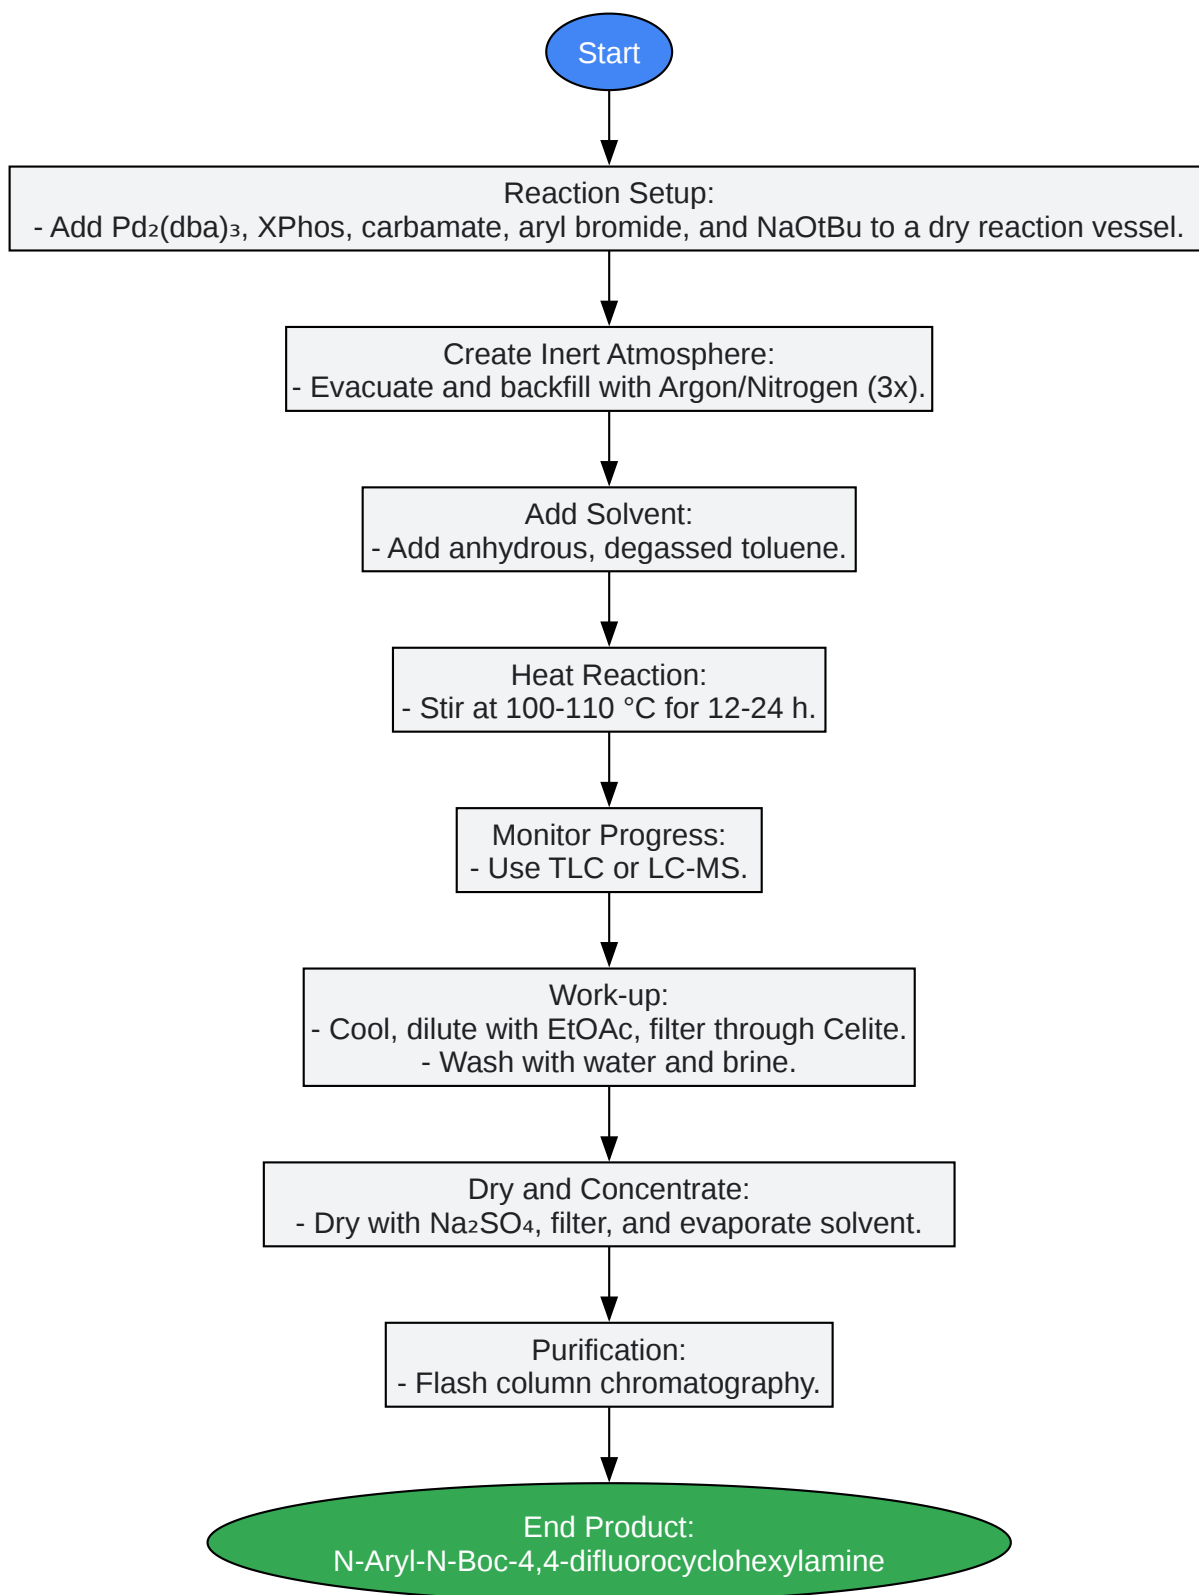 Start
Reaction Setup:
- Add Pd₂(dba)₃, XPhos, carbamate, aryl bromide, and NaOtBu to a dry reaction vessel.
Create Inert Atmosphere:
- Evacuate and backfill with Argon/Nitrogen (3x).
Add Solvent:
- Add anhydrous, degassed toluene.
Heat Reaction:
- Stir at 100-110 °C for 12-24 h.
Monitor Progress:
- Use TLC or LC-MS.
Work-up:
- Cool, dilute with EtOAc, filter through Celite.
- Wash with water and brine.
Dry and Concentrate:
- Dry with Na₂SO₄, filter, and evaporate solvent.
Purification:
- Flash column chromatography.
End Product:
N-Aryl-N-Boc-4,4-difluorocyclohexylamine